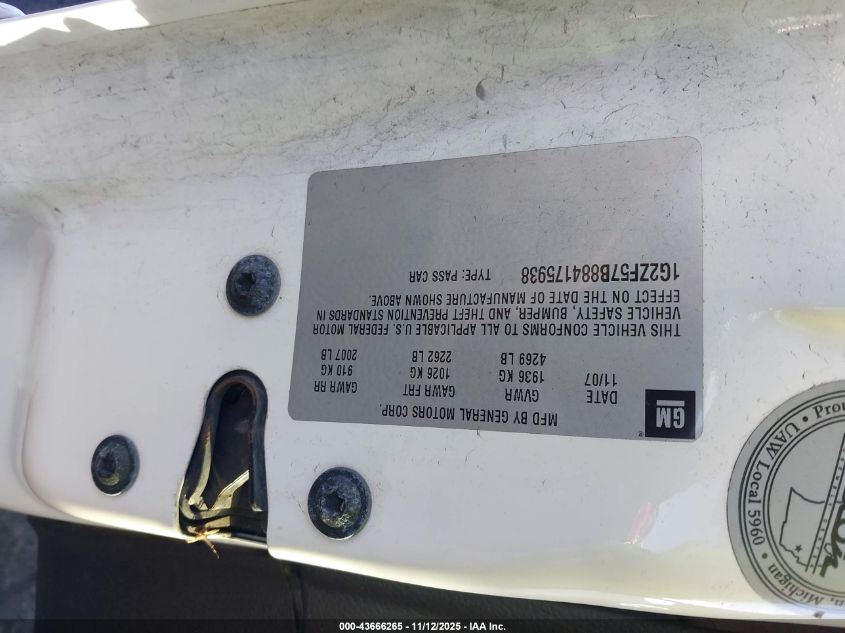 GM
MFD BY GENERAL MOTORS CORP.
DATE GVWR GAWR FRT GAWR RR
11/07 1936 KG 1026 KG 910 KG
4269 LB 2262 LB 2007 LB
THIS VEHICLE CONFORMS TO ALL APPLICABLE U.S. FEDERAL MOTOR
VEHICLE SAFETY, BUMPER, AND THEFT PREVENTION STANDARDS IN
EFFECT ON THE DATE OF MANUFACTURE SHOWN ABOVE.
1G2ZF57B884175938 TYPE: PASS CAR
UAW Local 5960
Michigan
000-43666265 - 11/12/2025 - IAA Inc.